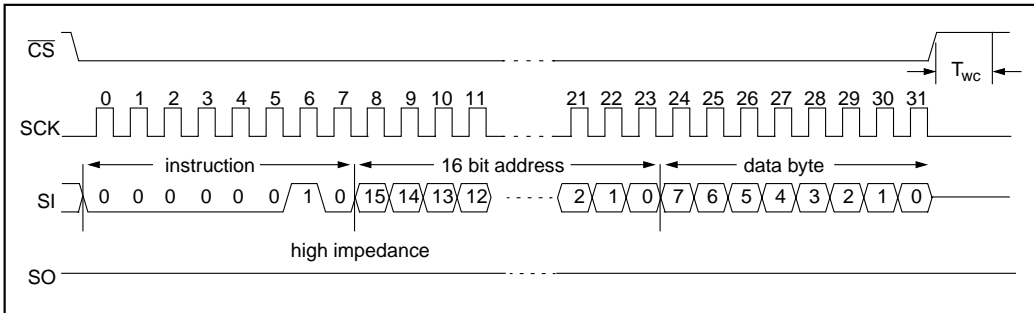 CS
T_WC
0 1 2 3 4 5 6 7 8 9 10 11 21 22 23 24 25 26 27 28 29 30 31
SCK
instruction 16 bit address data byte
SI 0 0 0 0 0 0 1 0 15 14 13 12 2 1 0 7 6 5 4 3 2 1 0
high impedance
SO